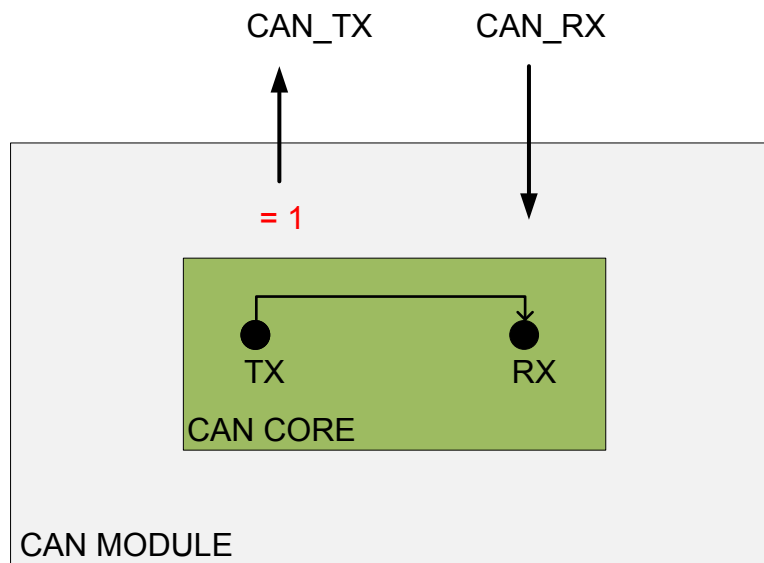 CAN_TX CAN_RX
= 1
TX RX
CAN CORE
CAN MODULE